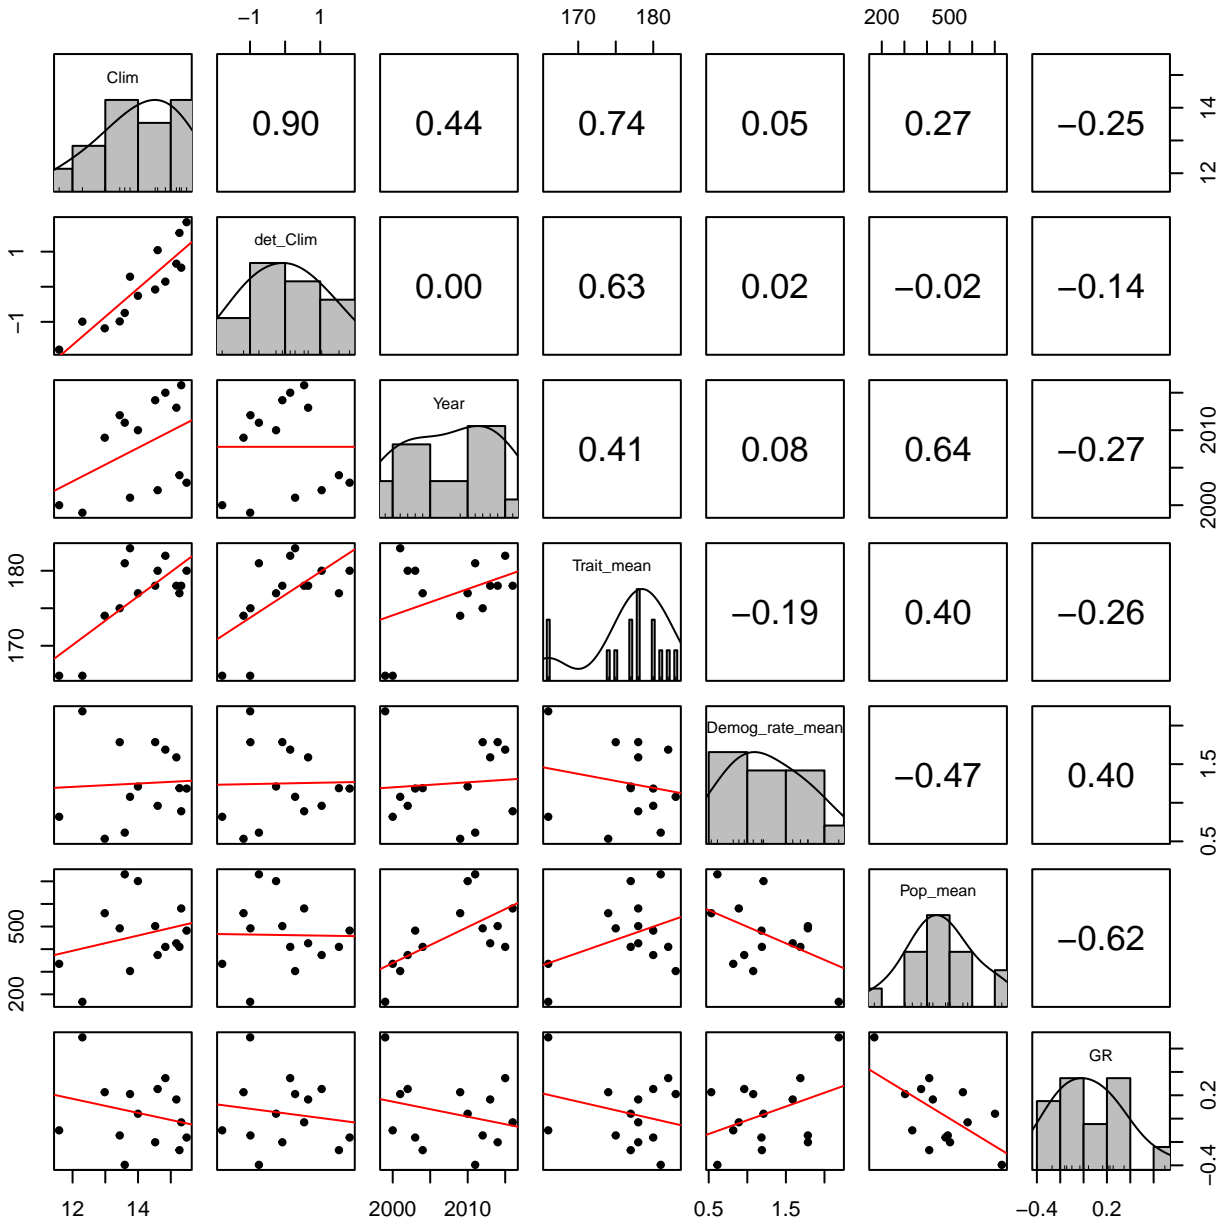 −1 1 170 180 200 500
Clim 0.90 0.44 0.74 0.05 0.27 −0.25 12 14
−1 1 det_Clim 0.00 0.63 0.02 −0.02 −0.14
Year 0.41 0.08 0.64 −0.27 2000 2010
170 180 Trait_mean −0.19 0.40 −0.26
Demog_rate_mean −0.47 0.40 0.5 1.5
200 500 Pop_mean −0.62
GR −0.4 0.2
12 14 2000 2010 0.5 1.5 −0.4 0.2